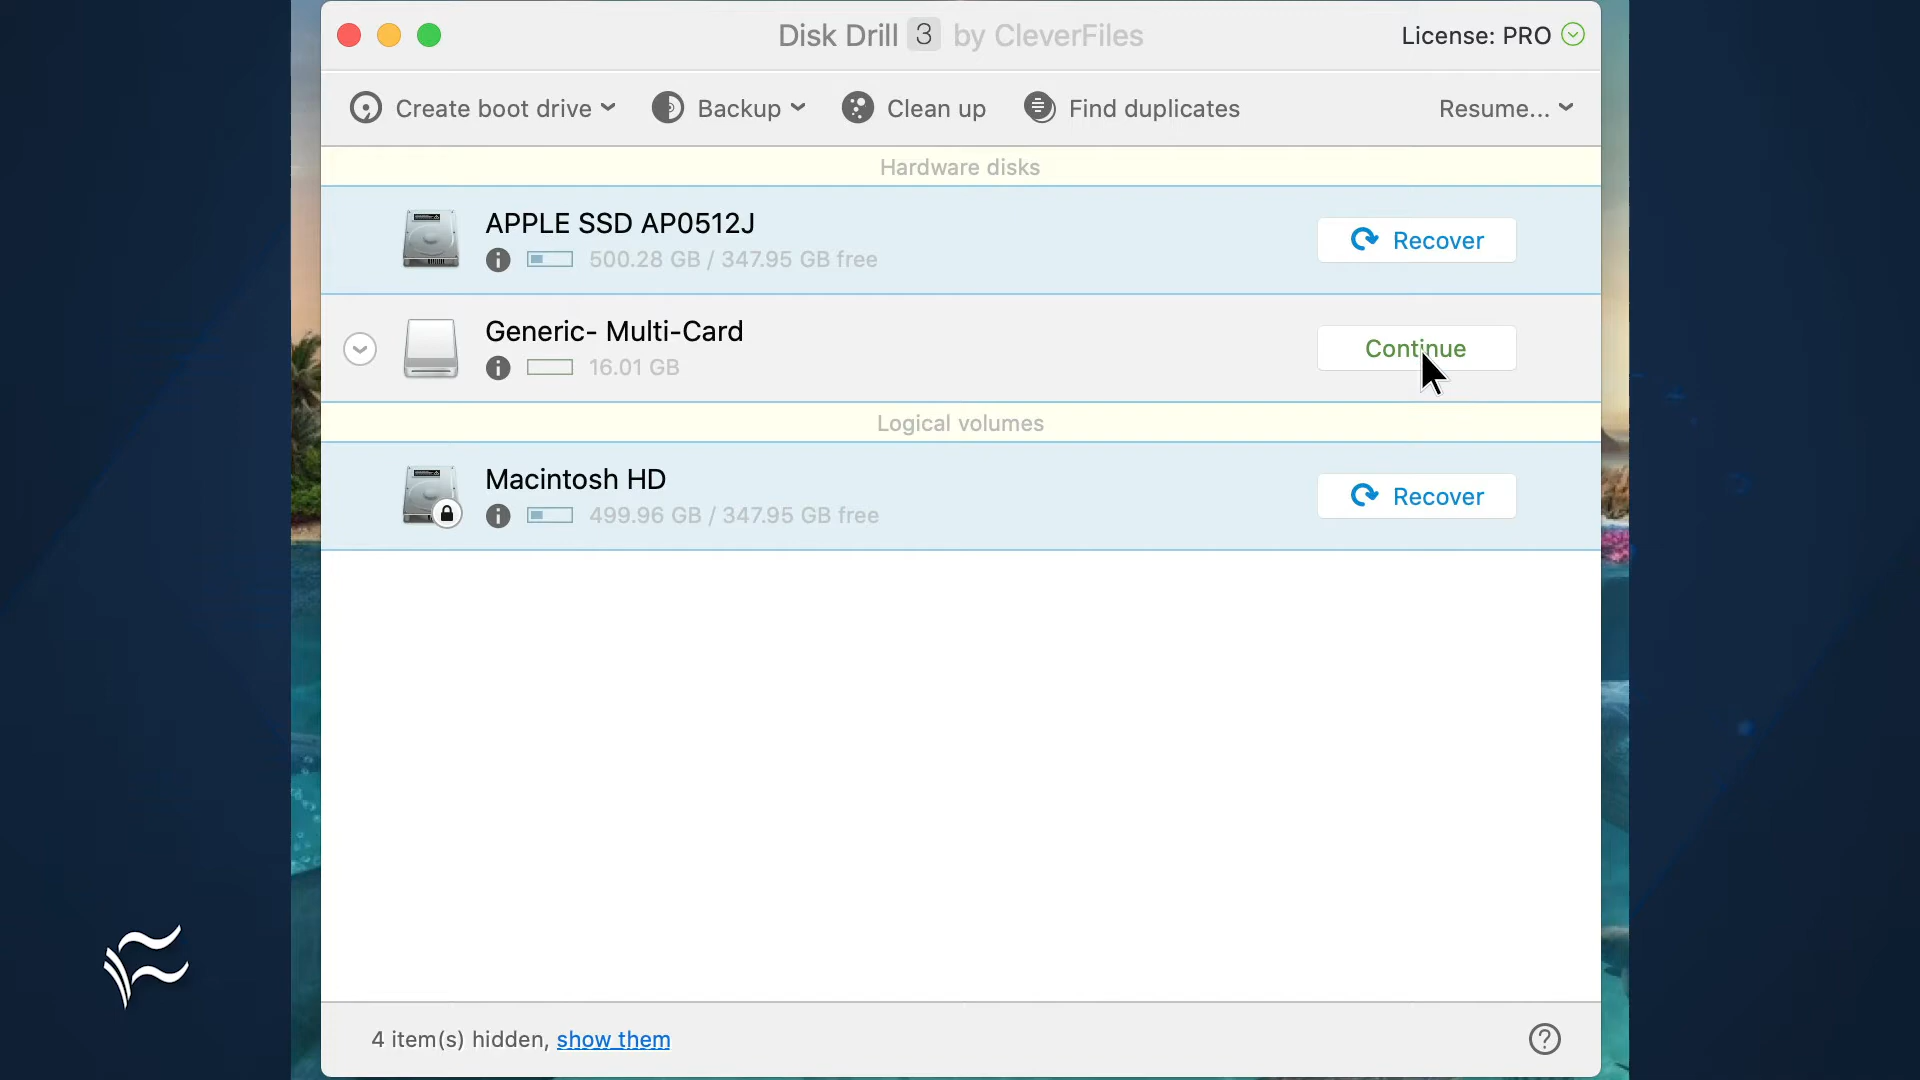 Disk Drill 3 by CleverFiles
License: PRO
Create boot drive
Backup
Clean up
Find duplicates
Resume...
Hardware disks
APPLE SSD AP0512J
500.28 GB / 347.95 GB free
Recover
Generic- Multi-Card
16.01 GB
Continue
Logical volumes
Macintosh HD
499.96 GB / 347.95 GB free
Recover
4 item(s) hidden, show them